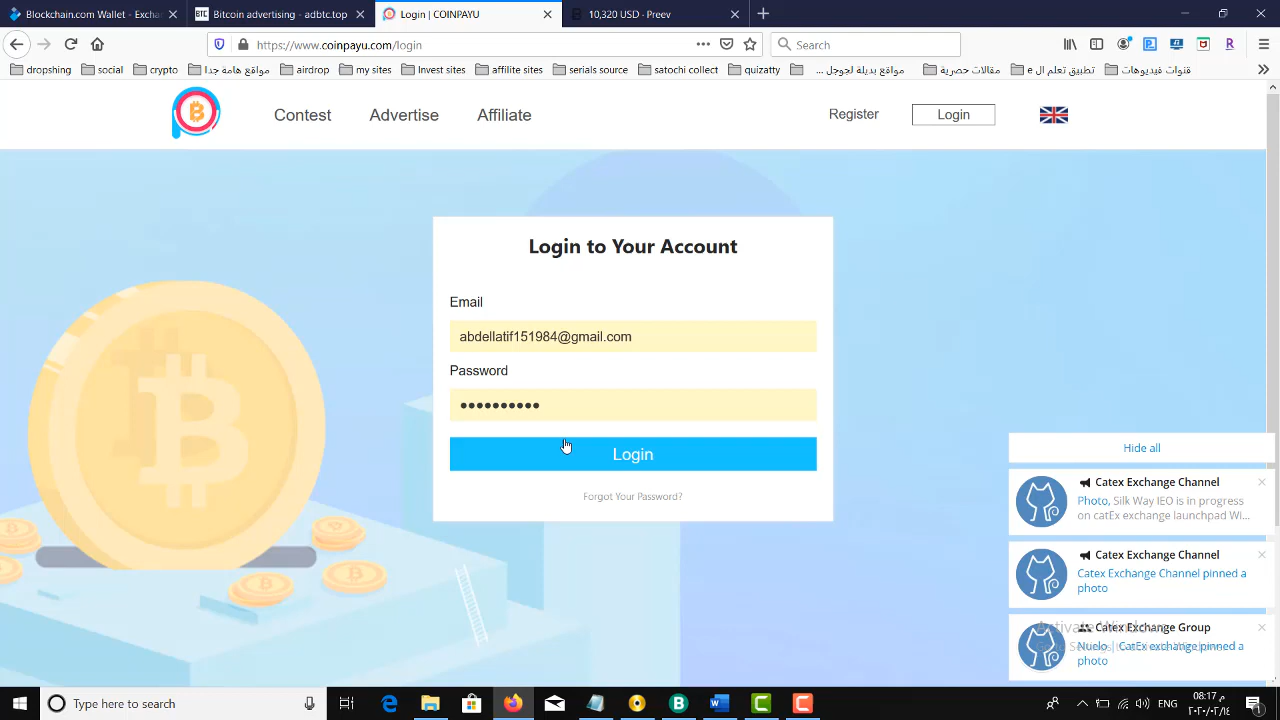 Blockchain.com Wallet - Exchan
Bitcoin advertising - adbtc.top
Login | COINPAYU
10,320 USD - Preev
https://www.coinpayu.com/login
Search
dropshing
social
crypto
مواقع هامة جدا
airdrop
my sites
Invest sites
affilite sites
serials source
satochi collect
quizatty
مواقع بديلة لجوجل ...
مقالات حصرية
تطبيق تعلم ال e
قنوات فيديوهات
Contest
Advertise
Affiliate
Register
Login
Login to Your Account
Email
abdellatif151984@gmail.com
Password
••••••••••
Login
Forgot Your Password?
Hide all
Catex Exchange Channel
Photo, Silk Way IEO is in progress
on catEx exchange launchpad Wi...
Catex Exchange Channel
Catex Exchange Channel pinned a
photo
Catex Exchange Group
Nuelo | CatEx exchange pinned a
photo
Activate Windows
Type here to search
ENG
08:17 م